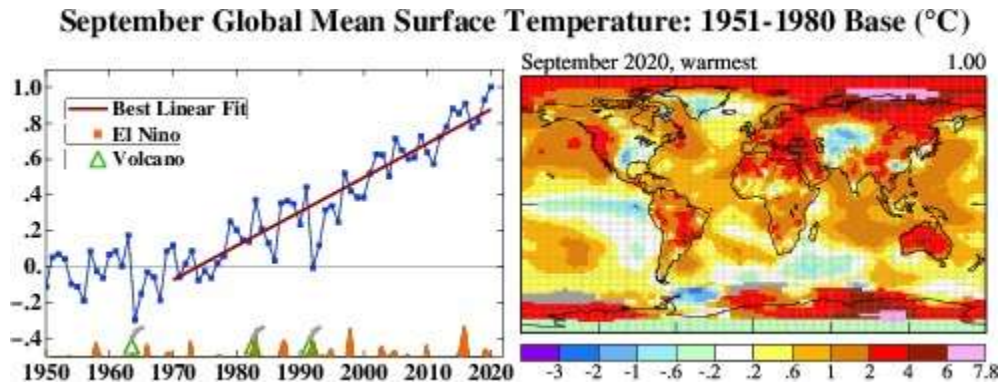 September Global Mean Surface Temperature: 1951-1980 Base (°C)
September 2020, warmest 1.00
1.0
Best Linear Fit
.8
El Nino
.6
Volcano
.4
.2
0.
-.2
-.4
1950 1960 1970 1980 1990 2000 2010 2020
-3 -2 -1 -.6 -.2 .2 .6 1 2 4 6 7.8